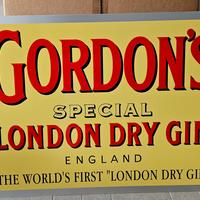 GORDON'S
SPECIAL
LONDON DRY GIN
ENGLAND
THE WORLD'S FIRST "LONDON DRY GIN